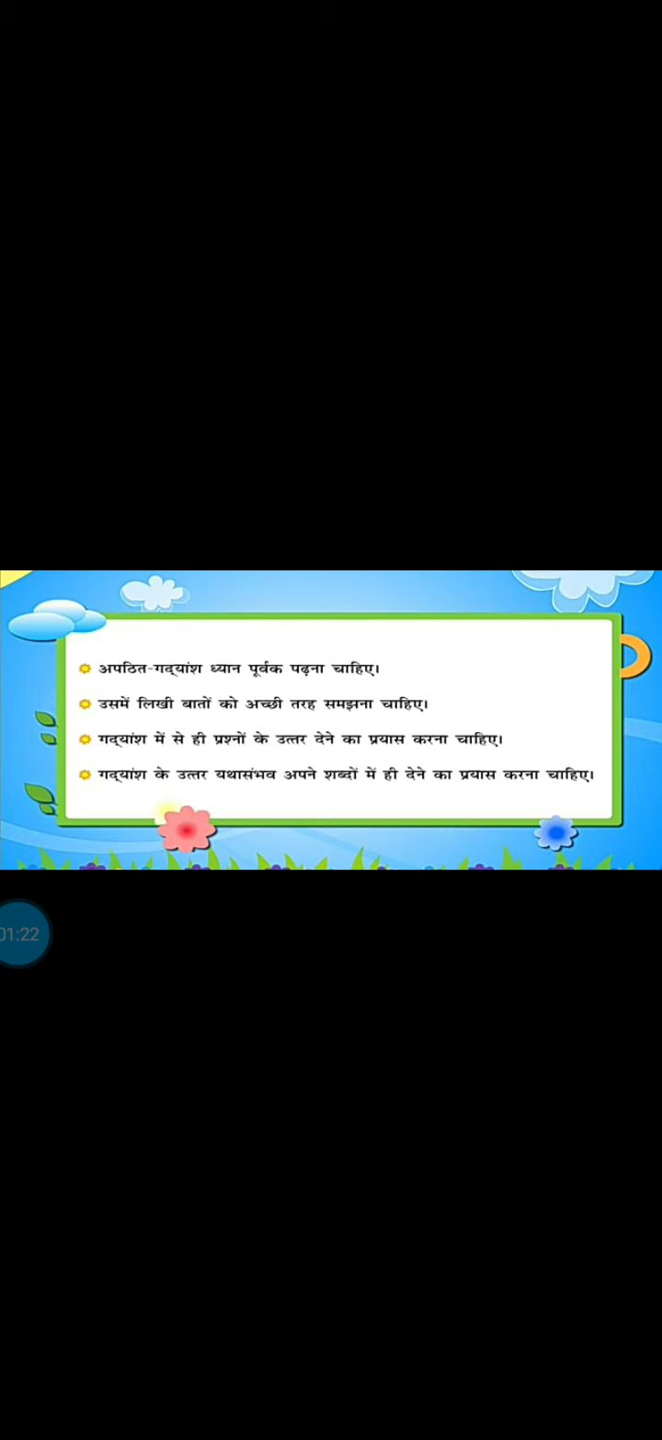 अपठित-गद्‌यांश ध्यान पूर्वक पढ़ना चाहिए।
उसमें लिखी बातों को अच्छी तरह समझना चाहिए।
गद्‌यांश में से ही प्रश्नों के उत्तर देने का प्रयास करना चाहिए।
गद्‌यांश के उत्तर यथासंभव अपने शब्दों में ही देने का प्रयास करना चाहिए।
01:22